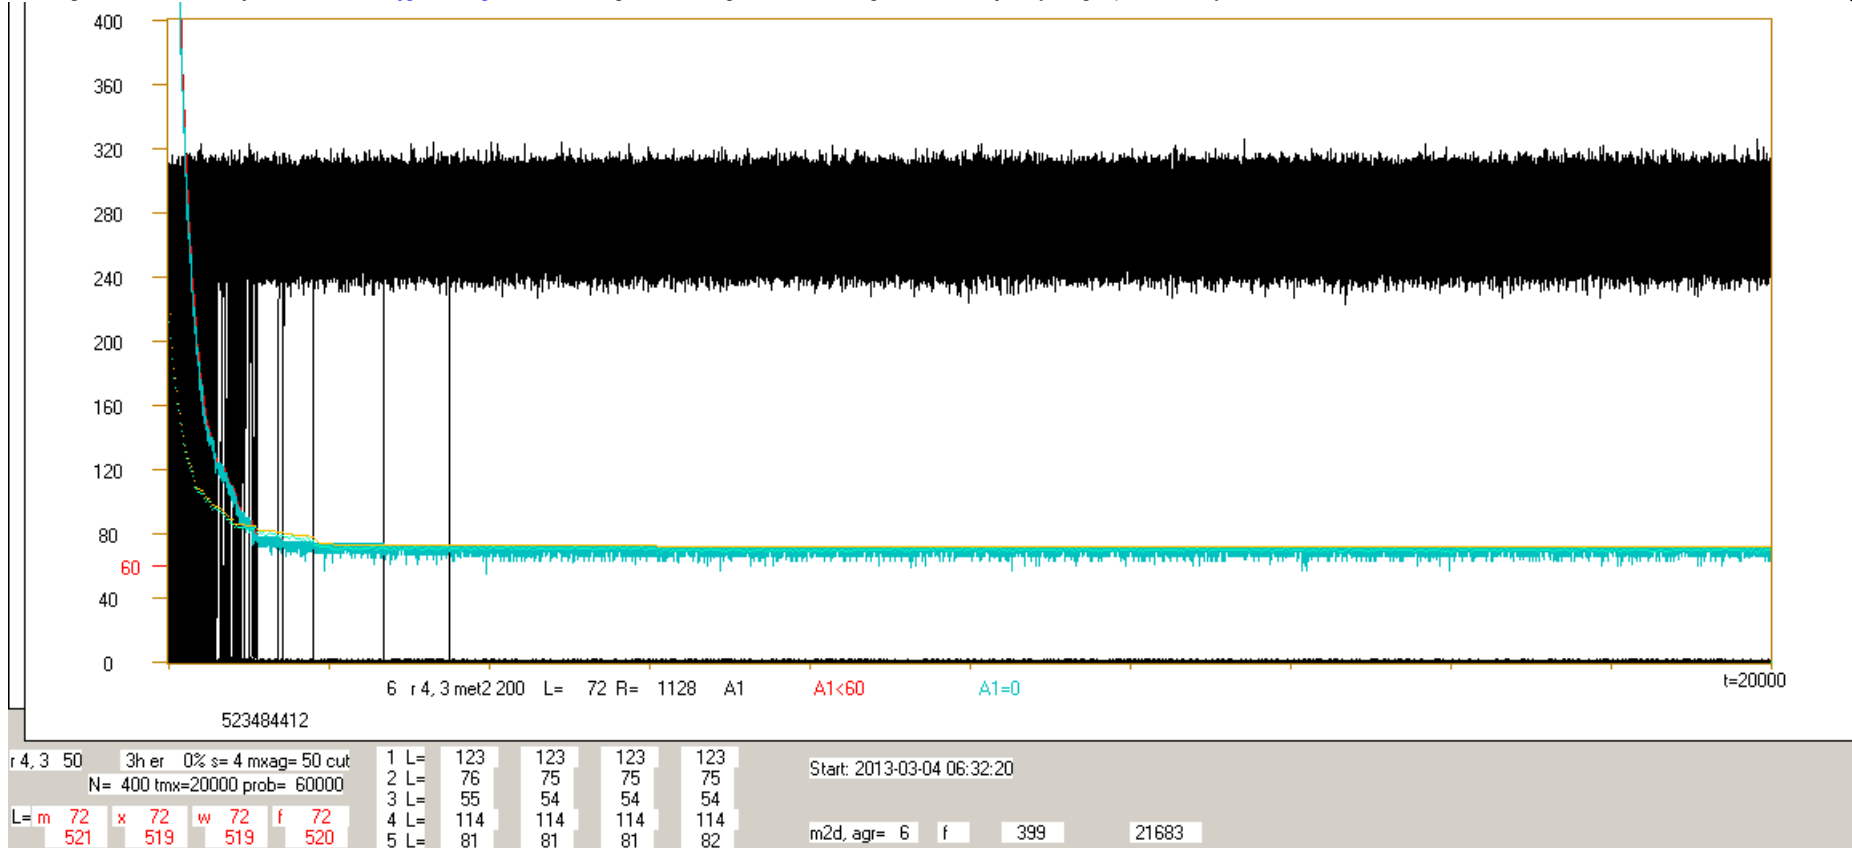 400
360
320
280
240
200
160
120
80
60
40
0
6 r 4, 3 met2 200 L= 72 R= 1128 A1 A1<60 A1=0 t=20000
523484412
r 4, 3 50 3h er 0% s= 4 mxag= 50 cut
N= 400 tmx=20000 prob= 60000
L= m 72 x 72 w 72 f 72
521 519 519 520
1 L= 123 123 123 123
2 L= 76 75 75 75
3 L= 55 54 54 54
4 L= 114 114 114 114
5 L= 81 81 81 82
Start: 2013-03-04 06:32:20
m2d, agr= 6 f 399 21683